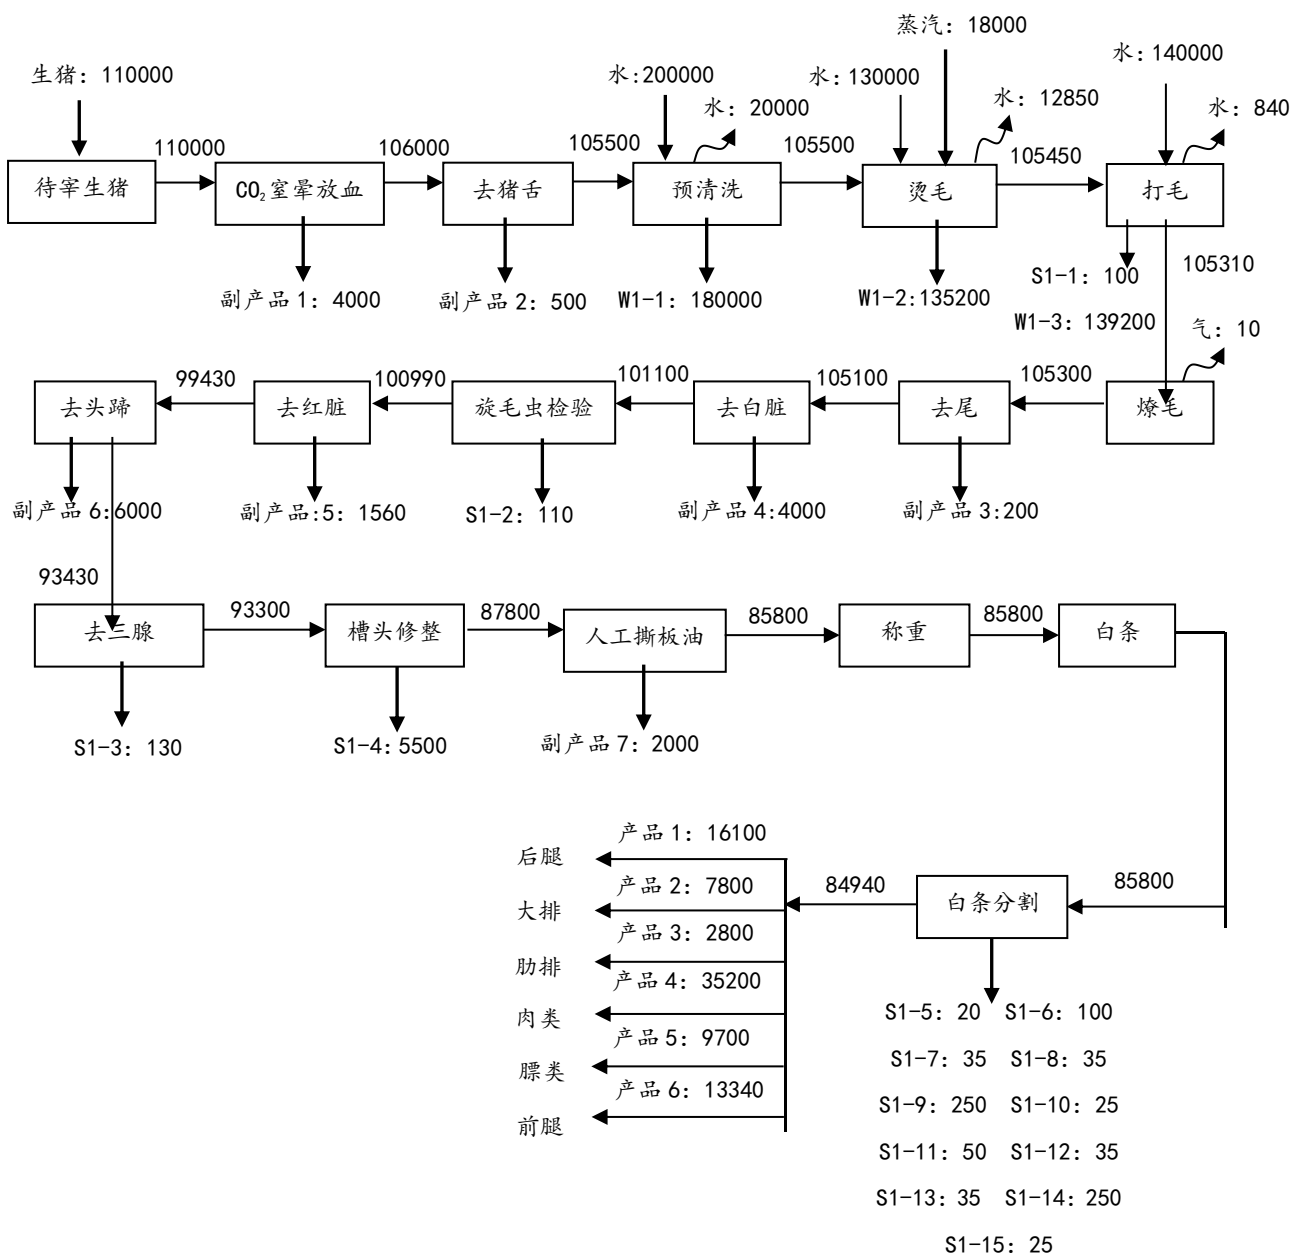 蒸汽：18000
生猪：110000
水:200000
水:130000
水：140000
水：20000
水：12850
水：840
110000
106000
105500
105500
105450
待宰生猪
CO₂室晕放血
去猪舌
预清洗
烫毛
打毛
副产品1：4000
副产品2：500
W1-1：180000
W1-2:135200
S1-1：100
105310
W1-3：139200
气：10
99430
100990
101100
105100
105300
去头蹄
去红脏
旋毛虫检验
去白脏
去尾
燎毛
副产品6:6000
副产品:5：1560
S1-2：110
副产品4:4000
副产品3:200
93430
93300
87800
85800
85800
去三腺
槽头修整
人工撕板油
称重
白条
S1-3：130
S1-4：5500
副产品7：2000
产品1：16100
后腿
产品2：7800
84940
85800
白条分割
大排
产品3：2800
肋排
产品4：35200
肉类
产品5：9700
膘类
产品6：13340
前腿
S1-5：20 S1-6：100
S1-7：35 S1-8：35
S1-9：250 S1-10：25
S1-11：50 S1-12：35
S1-13：35 S1-14：250
S1-15：25